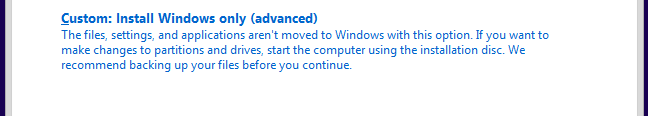 Custom: Install Windows only (advanced)
The files, settings, and applications aren't moved to Windows with this option. If you want to
make changes to partitions and drives, start the computer using the installation disc. We
recommend backing up your files before you continue.